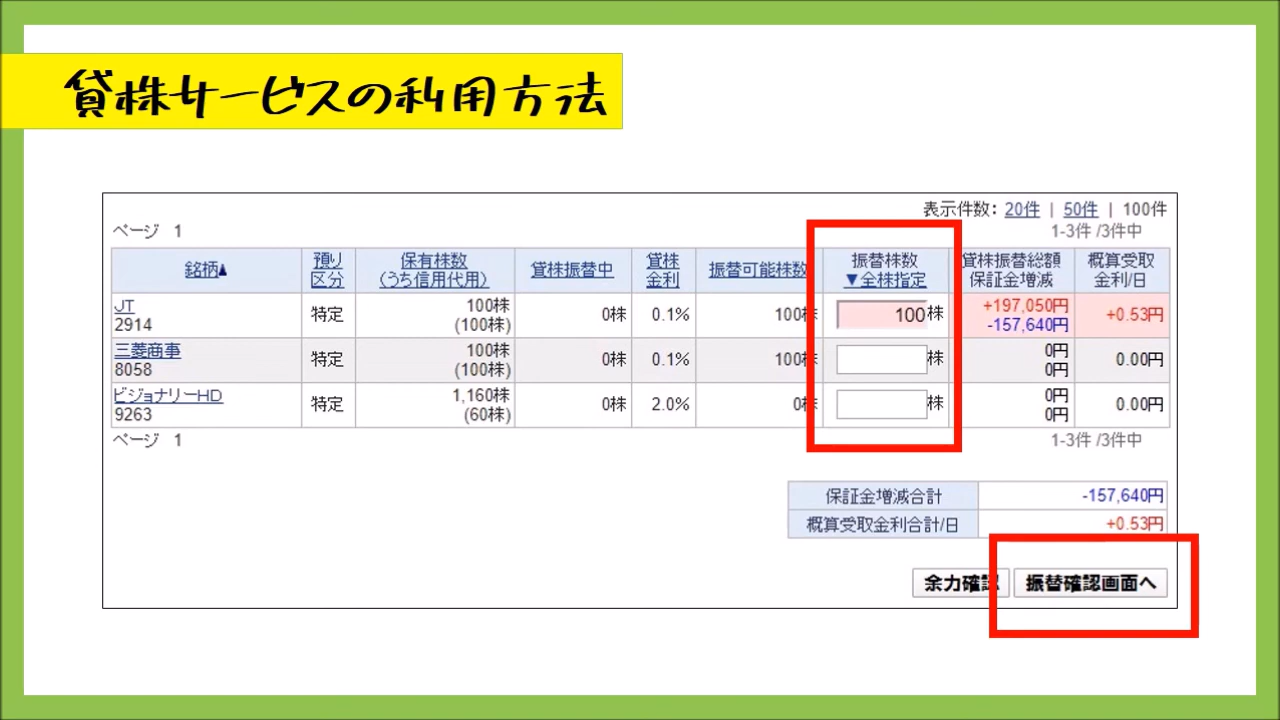 貸株サービスの利用方法
表示件数: 20件 | 50件 | 100件
ページ 1
1-3件 /3件中
銘柄▲ 預り区分 保有株数(うち信用代用) 貸株振替中 貸株金利 振替可能株数 振替株数▼全株指定 貸株振替総額保証金増減 概算受取金利/日
JT 2914 特定 100株 (100株) 0株 0.1% 100株 100株 +197,050円 -157,640円 +0.53円
三菱商事 8058 特定 100株 (100株) 0株 0.1% 100株 株 0円 0円 0.00円
ビジョナリーHD 9263 特定 1,160株 (60株) 0株 2.0% 0株 株 0円 0円 0.00円
ページ 1
1-3件 /3件中
保証金増減合計 -157,640円
概算受取金利合計/日 +0.53円
余力確認 振替確認画面へ